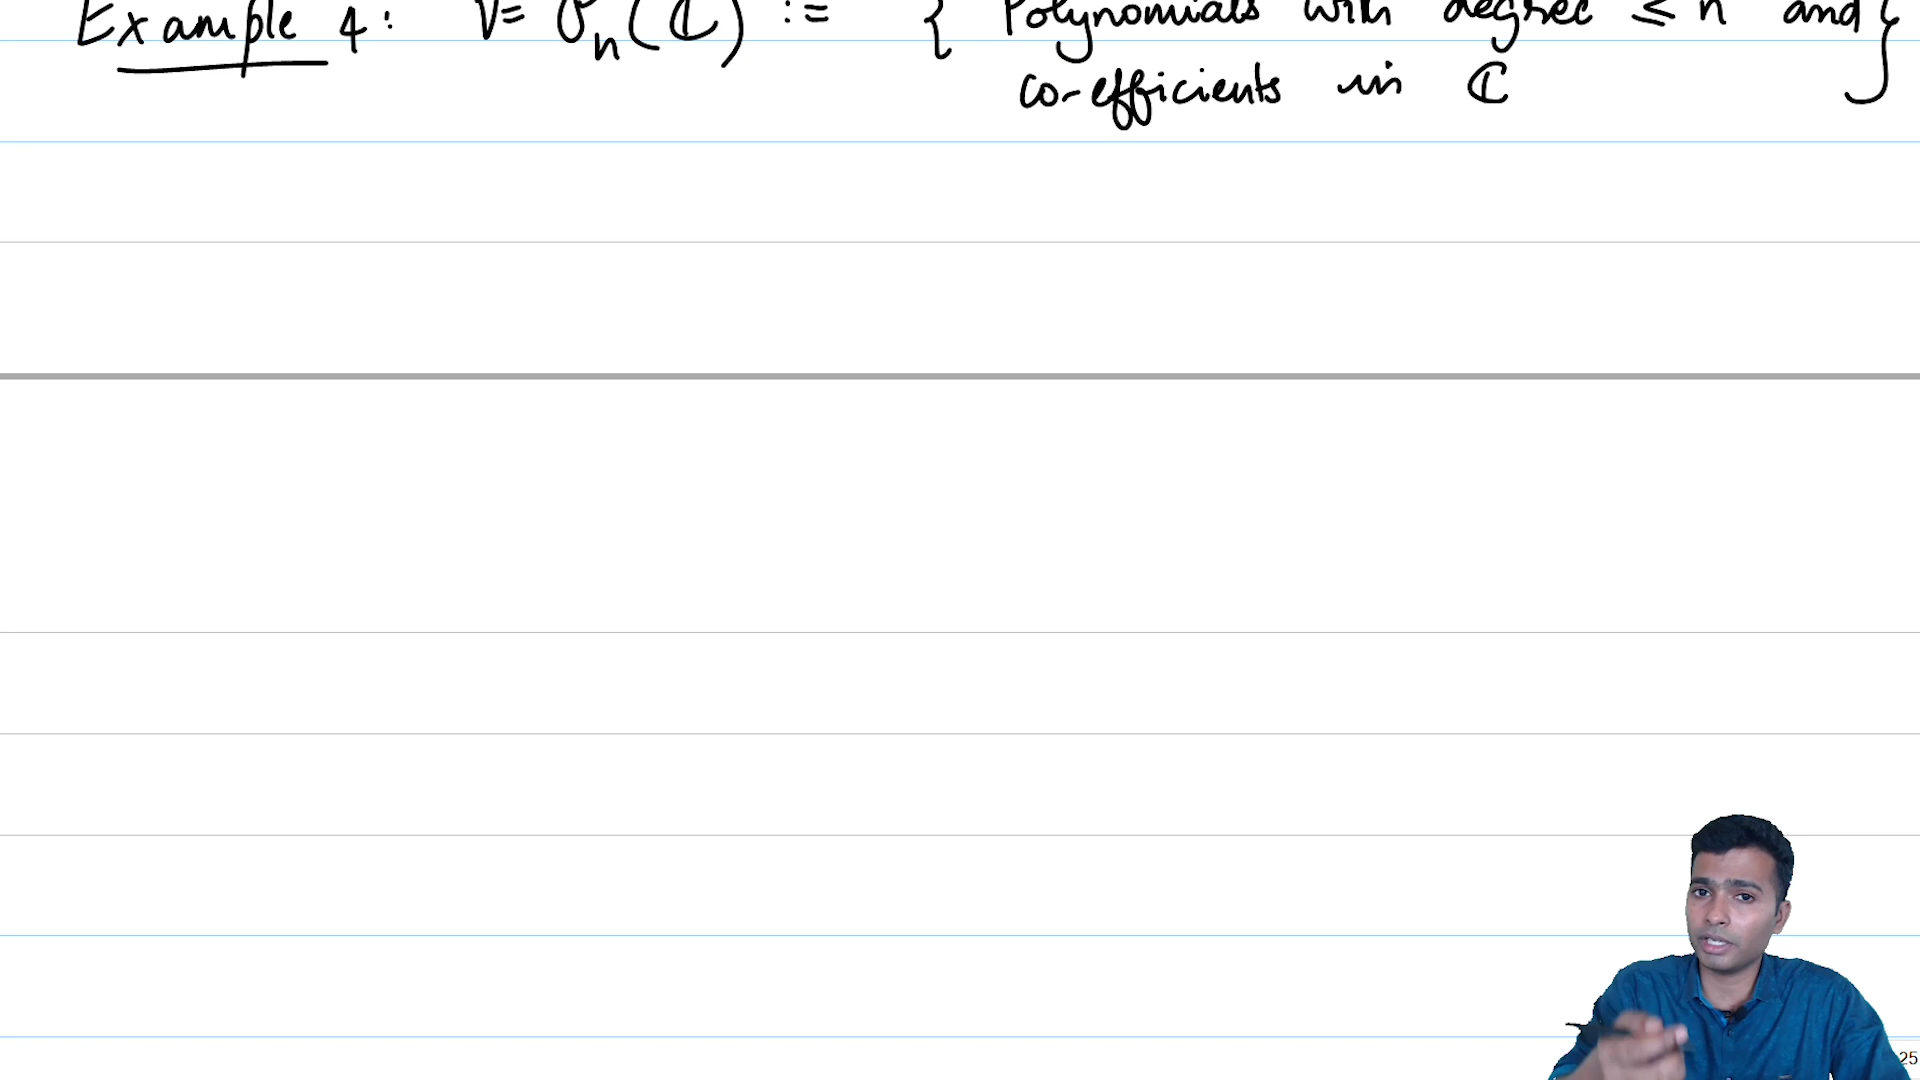 Example 4: V = P_n(ℂ) := { Polynomials with degree ≤ n and }
co-efficients in ℂ
25